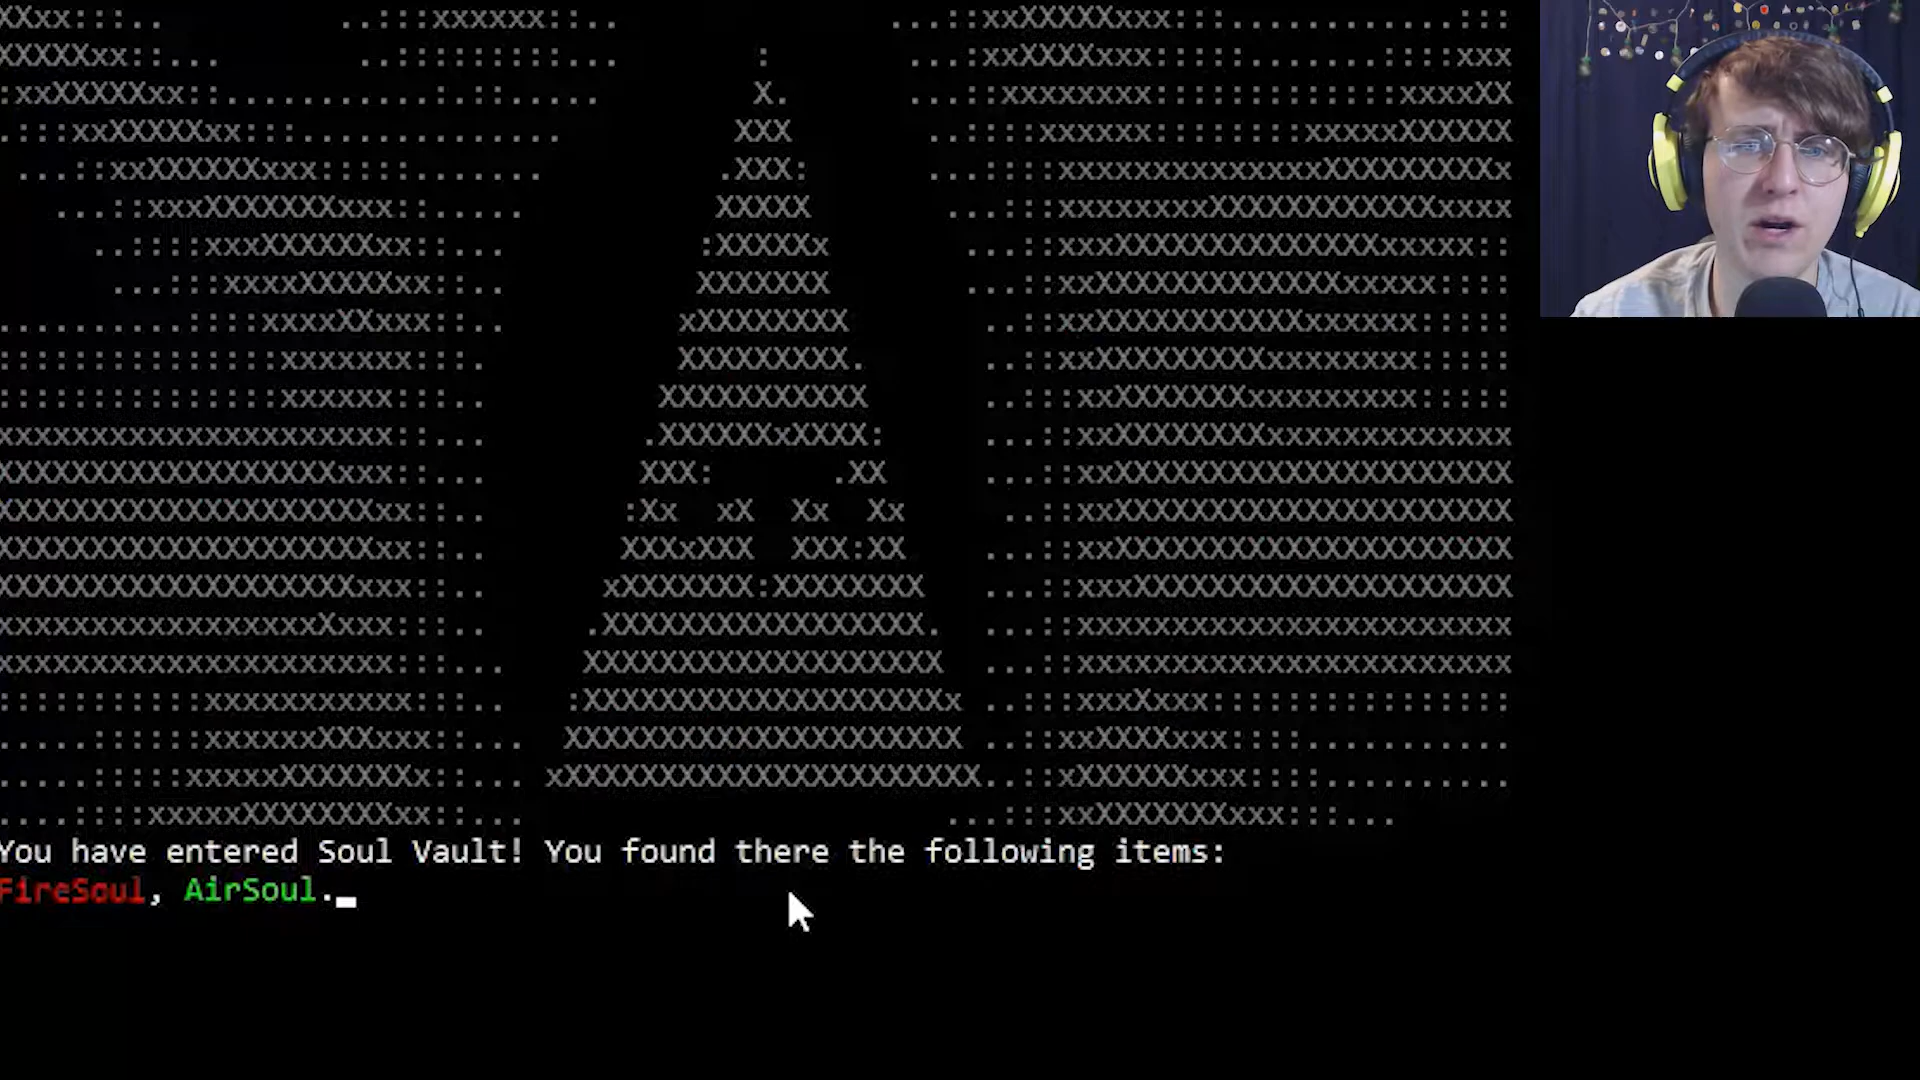 You have entered Soul Vault! You found there the following items:
FireSoul, AirSoul.